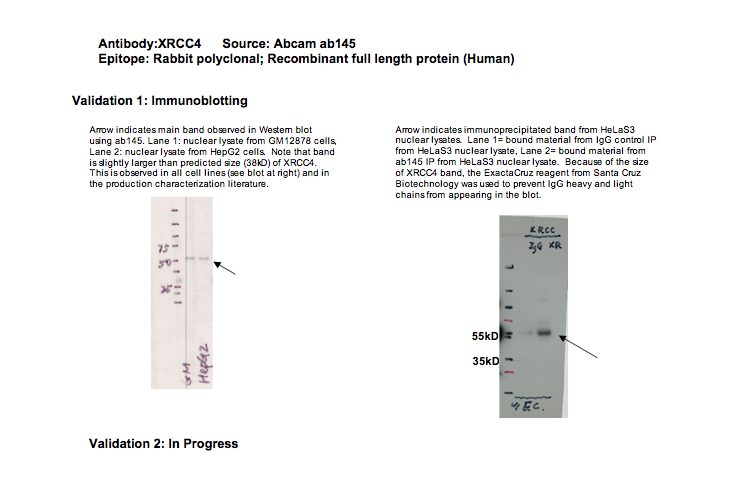 Antibody:XRCC4 Source: Abcam ab145
Epitope: Rabbit polyclonal; Recombinant full length protein (Human)
Validation 1: Immunoblotting
Arrow indicates main band observed in Western blot
using ab145. Lane 1: nuclear lysate from GM12878 cells,
Lane 2: nuclear lysate from HepG2 cells. Note that band
is slightly larger than predicted size (38kD) of XRCC4.
This is observed in all cell lines (see blot at right) and in
the production characterization literature.
Arrow indicates immunoprecipitated band from HeLaS3
nuclear lysates. Lane 1= bound material from IgG control IP
from HeLaS3 nuclear lysate, Lane 2= bound material from
ab145 IP from HeLaS3 nuclear lysate. Because of the size
of XRCC4 band, the ExactaCruz reagent from Santa Cruz
Biotechnology was used to prevent IgG heavy and light
chains from appearing in the blot.
75
50
25
GM
HepG2
XRCC
IgG XR
55kD
35kD
w/ E.C.
Validation 2: In Progress